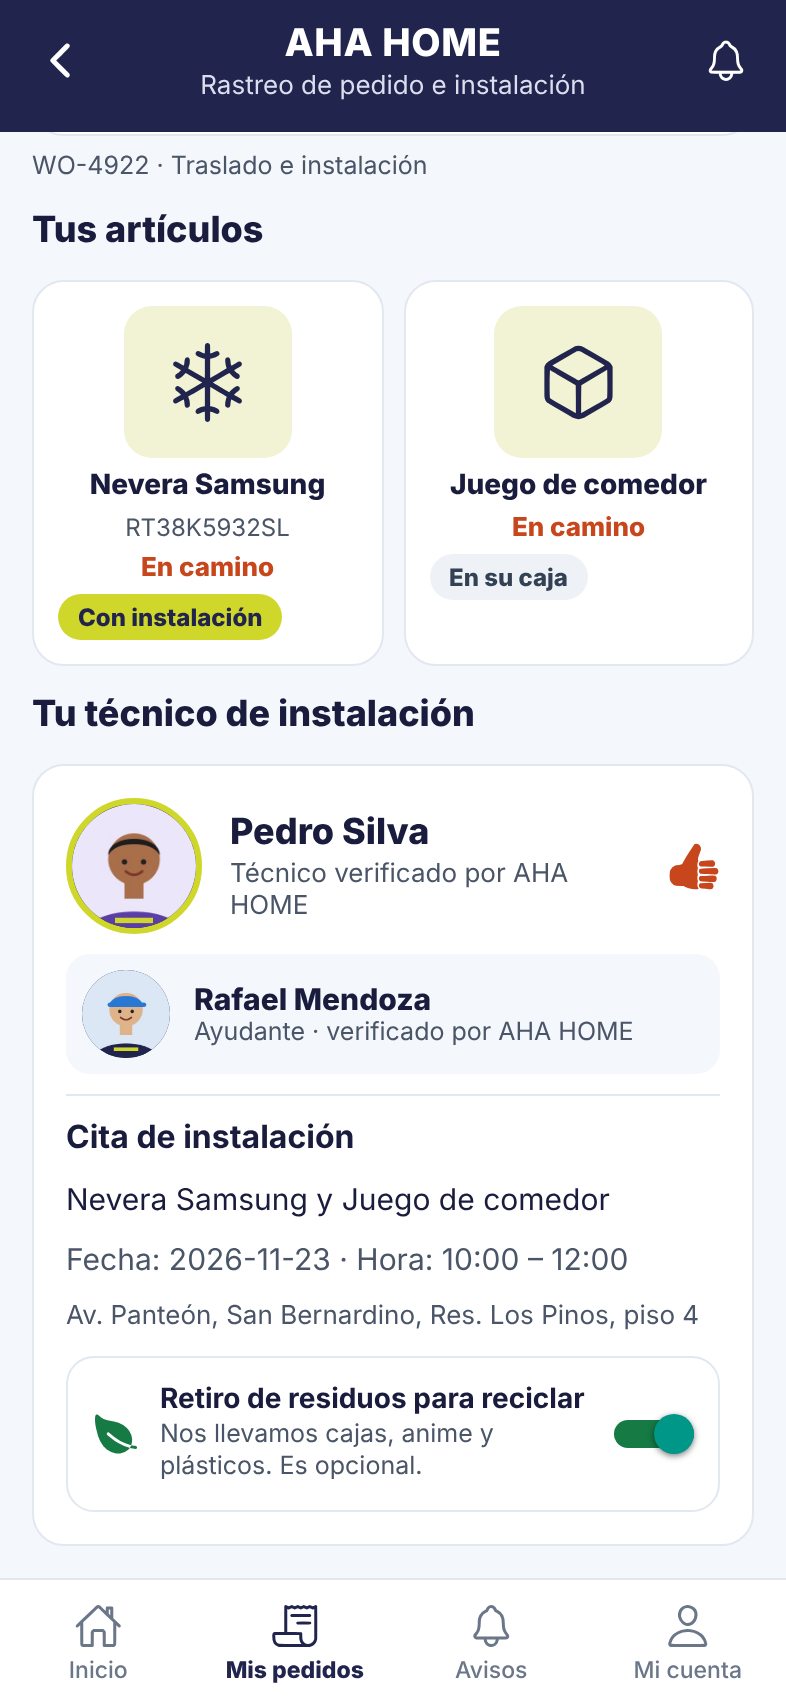 AHA HOME
Rastreo de pedido e instalación
WO-4922 · Traslado e instalación
Tus artículos
Nevera Samsung
RT38K5932SL
En camino
Con instalación
Juego de comedor
En camino
En su caja
Tu técnico de instalación
Pedro Silva
Técnico verificado por AHA
HOME
Rafael Mendoza
Ayudante · verificado por AHA HOME
Cita de instalación
Nevera Samsung y Juego de comedor
Fecha: 2026-11-23 · Hora: 10:00 – 12:00
Av. Panteón, San Bernardino, Res. Los Pinos, piso 4
Retiro de residuos para reciclar
Nos llevamos cajas, anime y
plásticos. Es opcional.
Inicio
Mis pedidos
Avisos
Mi cuenta